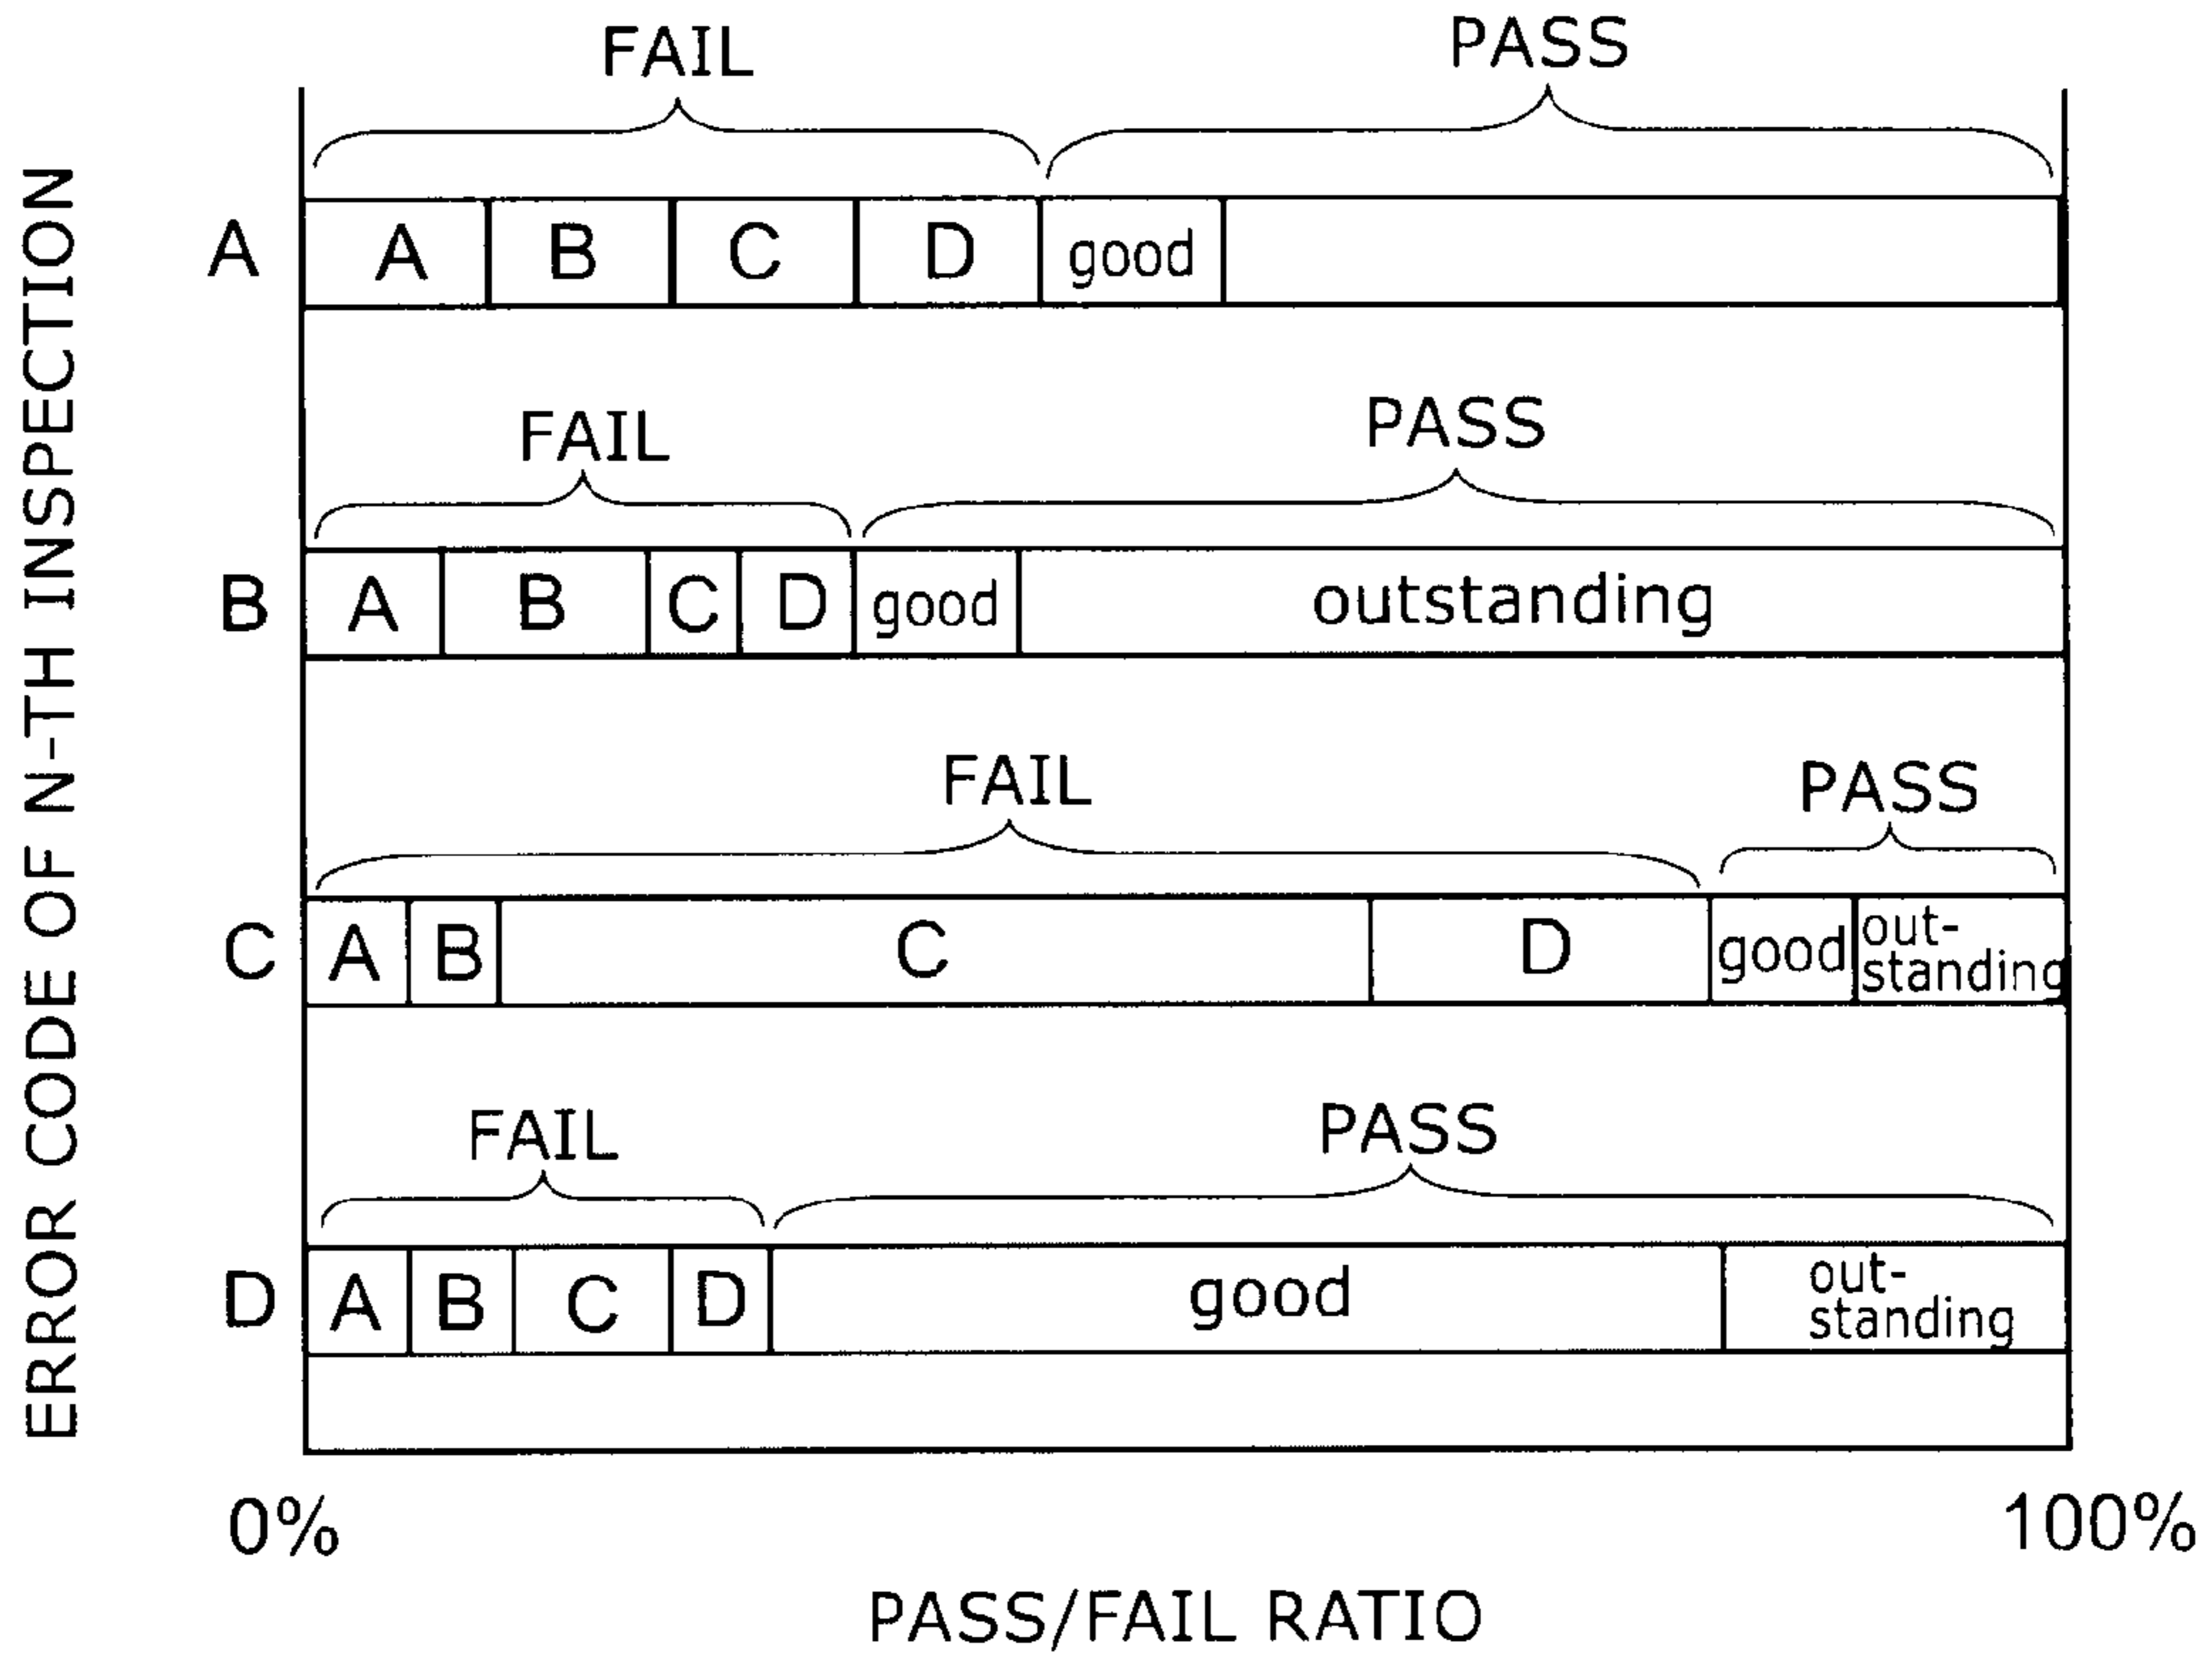 FAIL PASS
A A B C D good
FAIL PASS
B A B C D good outstanding
FAIL PASS
C A B C D good out-
standing
FAIL PASS
D A B C D good out-
standing
0% 100%
PASS/FAIL RATIO
ERROR CODE OF N-TH INSPECTION